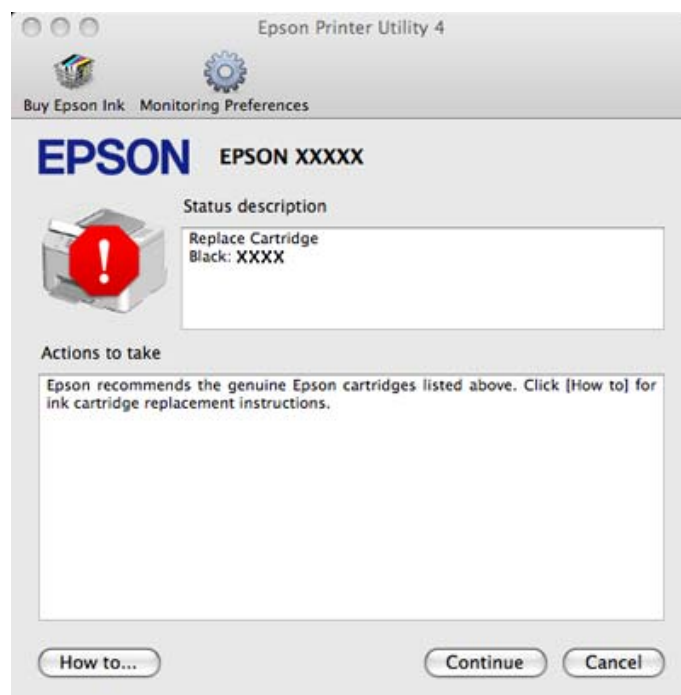 Epson Printer Utility 4
Buy Epson Ink Monitoring Preferences
EPSON EPSON XXXXX
Status description
Replace Cartridge
Black: XXXX
!
Actions to take
Epson recommends the genuine Epson cartridges listed above. Click [How to] for
ink cartridge replacement instructions.
How to... Continue Cancel